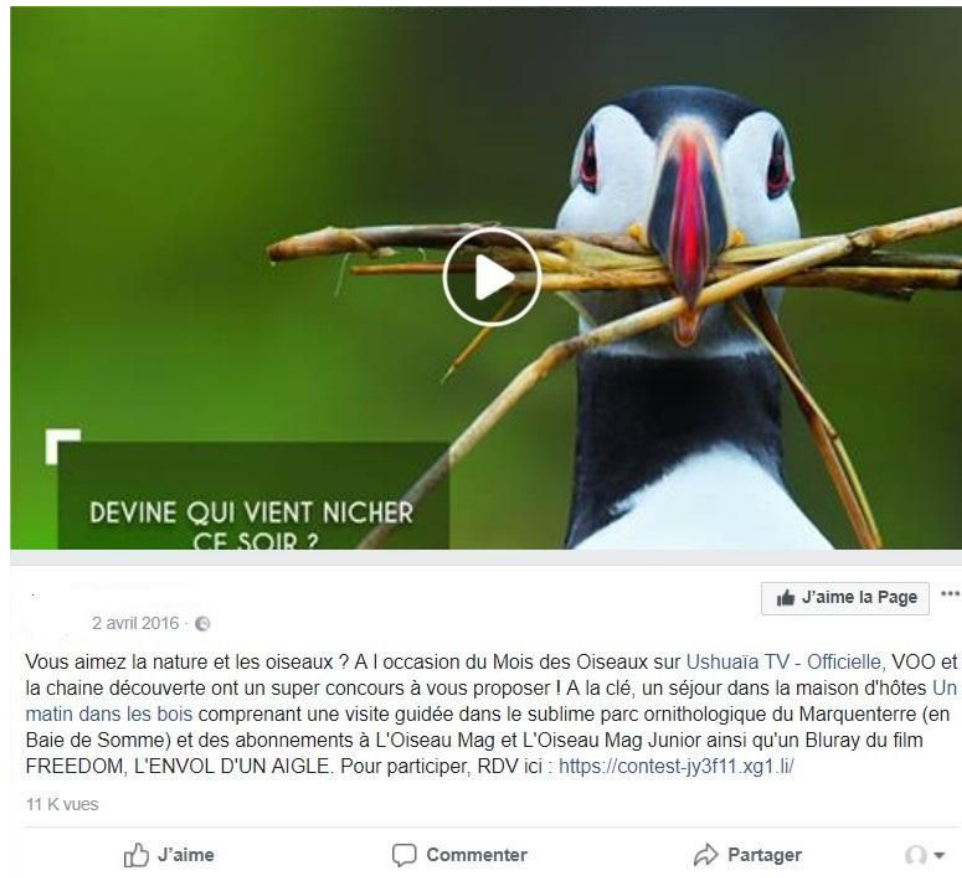 DEVINE QUI VIENT NICHER
CE SOIR ?
J'aime la Page
2 avril 2016
Vous aimez la nature et les oiseaux ? A l occasion du Mois des Oiseaux sur Ushuaïa TV - Officielle, VOO et
la chaine découverte ont un super concours à vous proposer ! A la clé, un séjour dans la maison d'hôtes Un
matin dans les bois comprenant une visite guidée dans le sublime parc ornithologique du Marquenterre (en
Baie de Somme) et des abonnements à L'Oiseau Mag et L'Oiseau Mag Junior ainsi qu'un Bluray du film
FREEDOM, L'ENVOL D'UN AIGLE. Pour participer, RDV ici : https://contest-jy3f11.xg1.li/
11 K vues
J'aime Commenter Partager